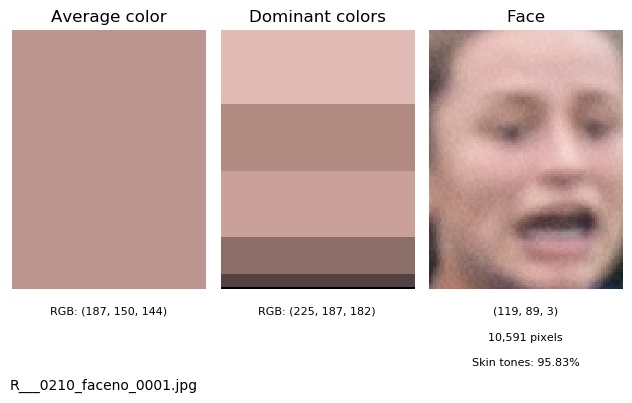 Average color
Dominant colors
Face
RGB: (187, 150, 144)
RGB: (225, 187, 182)
(119, 89, 3)
10,591 pixels
Skin tones: 95.83%
R___0210_faceno_0001.jpg